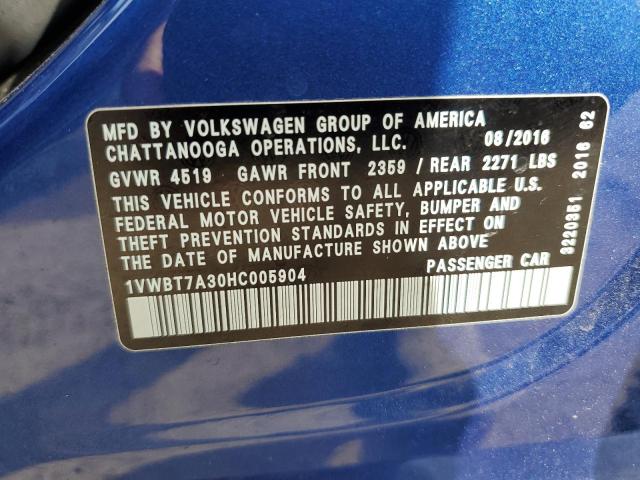 MFD BY VOLKSWAGEN GROUP OF AMERICA
CHATTANOOGA OPERATIONS, LLC. 08/2016
GVWR 4519 GAWR FRONT 2359 / REAR 2271 LBS
THIS VEHICLE CONFORMS TO ALL APPLICABLE U.S.
FEDERAL MOTOR VEHICLE SAFETY, BUMPER AND
THEFT PREVENTION STANDARDS IN EFFECT ON
THE DATE OF MANUFACTURE SHOWN ABOVE
1VWBT7A30HC005904 PASSENGER CAR
3220361 2016 62